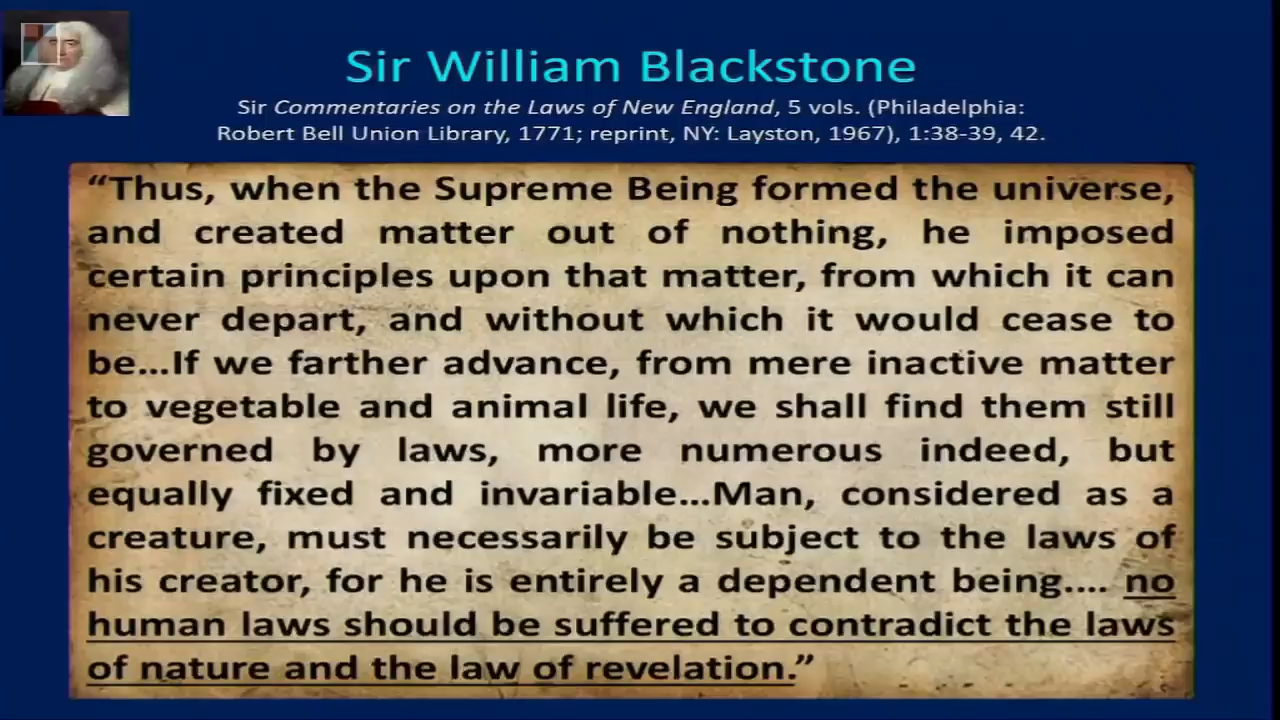 Sir William Blackstone
Sir Commentaries on the Laws of New England, 5 vols. (Philadelphia:
Robert Bell Union Library, 1771; reprint, NY: Layston, 1967), 1:38-39, 42.
“Thus, when the Supreme Being formed the universe,
and created matter out of nothing, he imposed
certain principles upon that matter, from which it can
never depart, and without which it would cease to
be...If we farther advance, from mere inactive matter
to vegetable and animal life, we shall find them still
governed by laws, more numerous indeed, but
equally fixed and invariable...Man, considered as a
creature, must necessarily be subject to the laws of
his creator, for he is entirely a dependent being.... no
human laws should be suffered to contradict the laws
of nature and the law of revelation.”